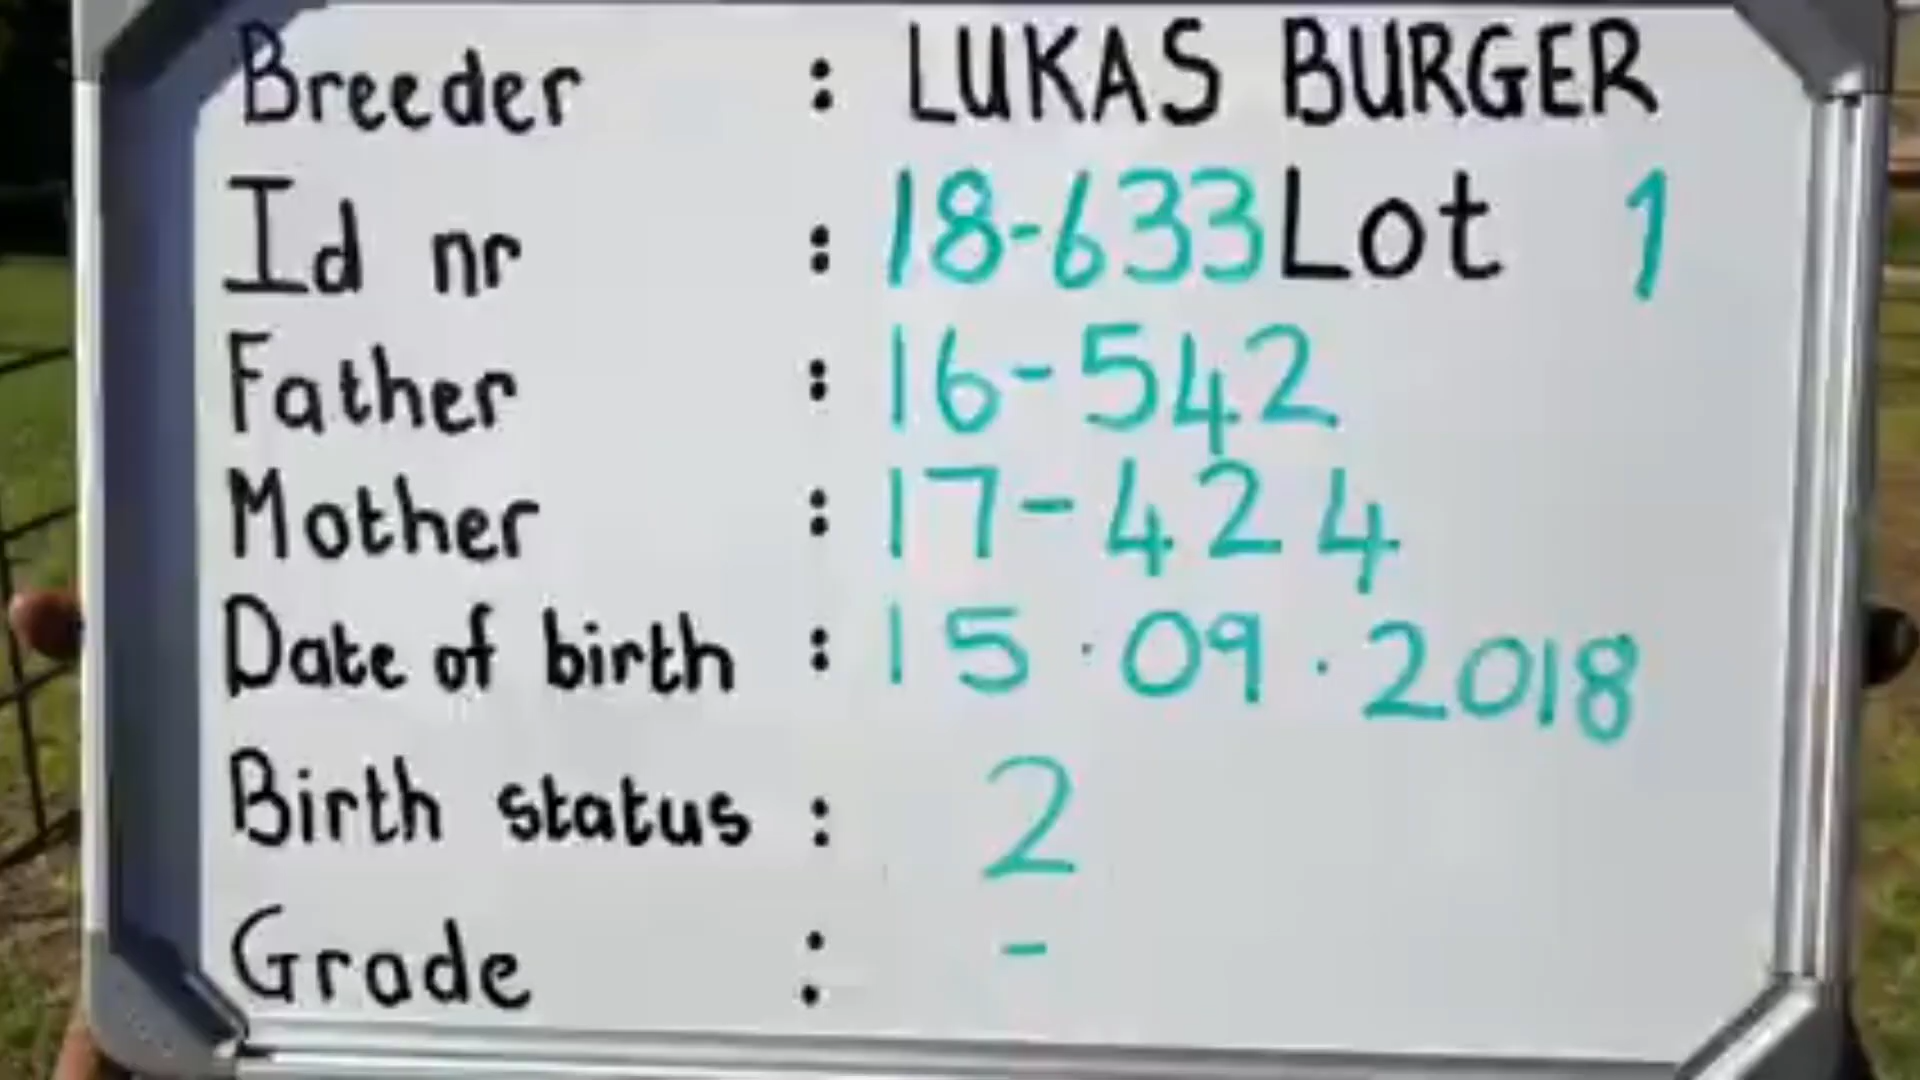 Breeder : LUKAS BURGER
Id nr : 18-633 Lot 1
Father : 16-542
Mother : 17-424
Date of birth : 15.09.2018
Birth status : 2
Grade : -